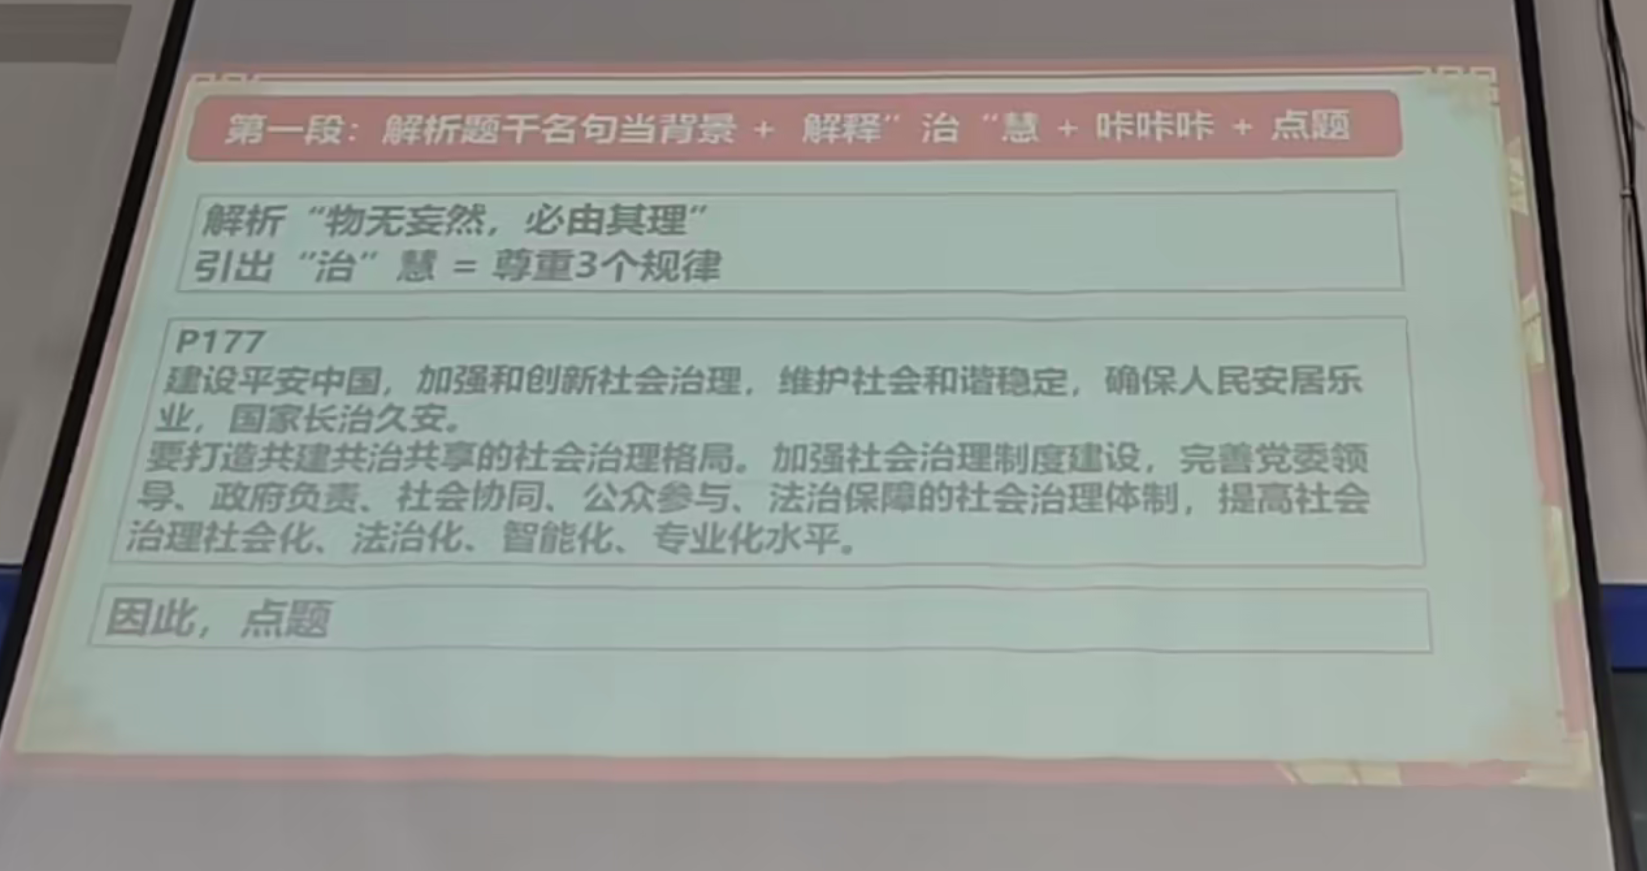 第一段：解析题干名句当背景 + 解释”治“慧 + 咔咔咔 + 点题
解析“物无妄然，必由其理”
引出“治”慧 = 尊重3个规律
P177
建设平安中国，加强和创新社会治理，维护社会和谐稳定，确保人民安居乐
业，国家长治久安。
要打造共建共治共享的社会治理格局。加强社会治理制度建设，完善党委领
导、政府负责、社会协同、公众参与、法治保障的社会治理体制，提高社会
治理社会化、法治化、智能化、专业化水平。
因此，点题